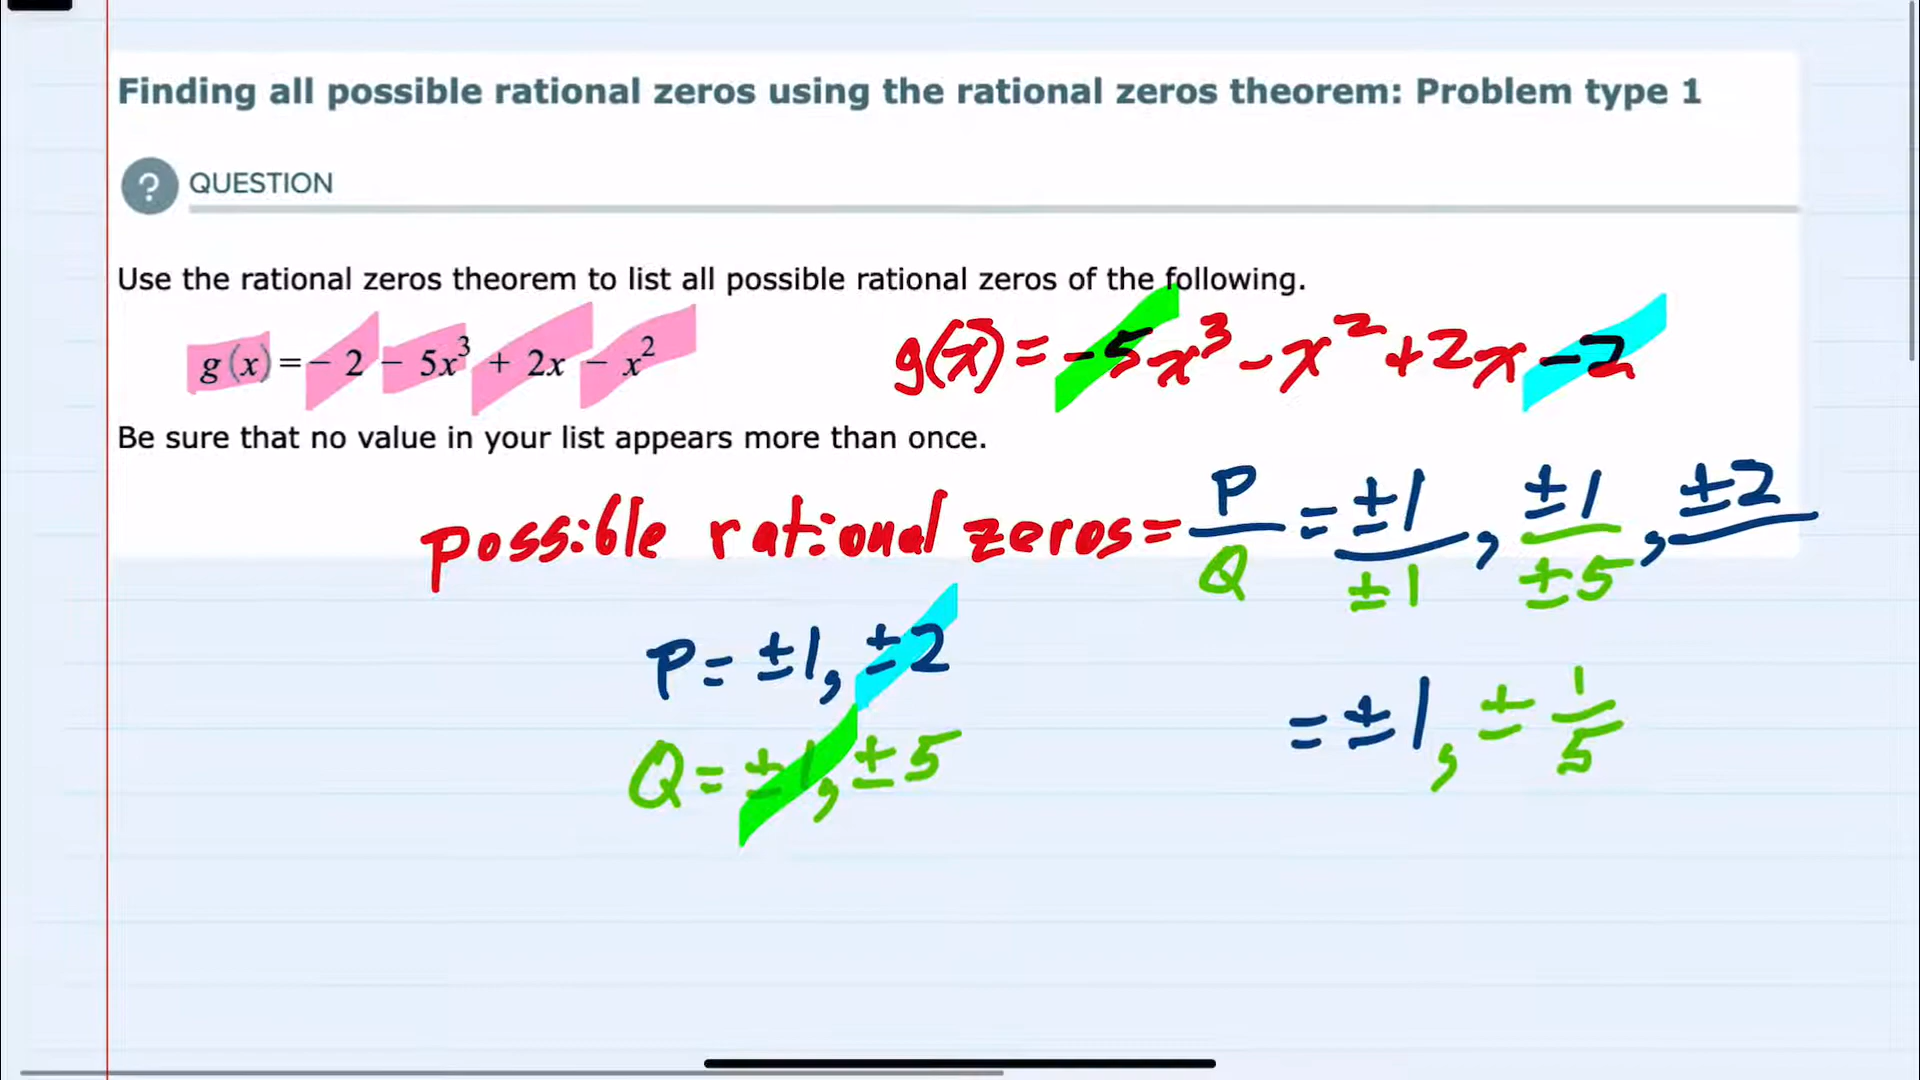 Finding all possible rational zeros using the rational zeros theorem: Problem type 1
? QUESTION
Use the rational zeros theorem to list all possible rational zeros of the following.
g(x) = − 2 − 5x³ + 2x − x²
g(x) = -5x³ - x² + 2x - 2
Be sure that no value in your list appears more than once.
possible rational zeros = P/Q = ±1/±1, ±1/±5, ±2/
P = ±1, ±2
Q = ±1, ±5
= ±1, ± 1/5